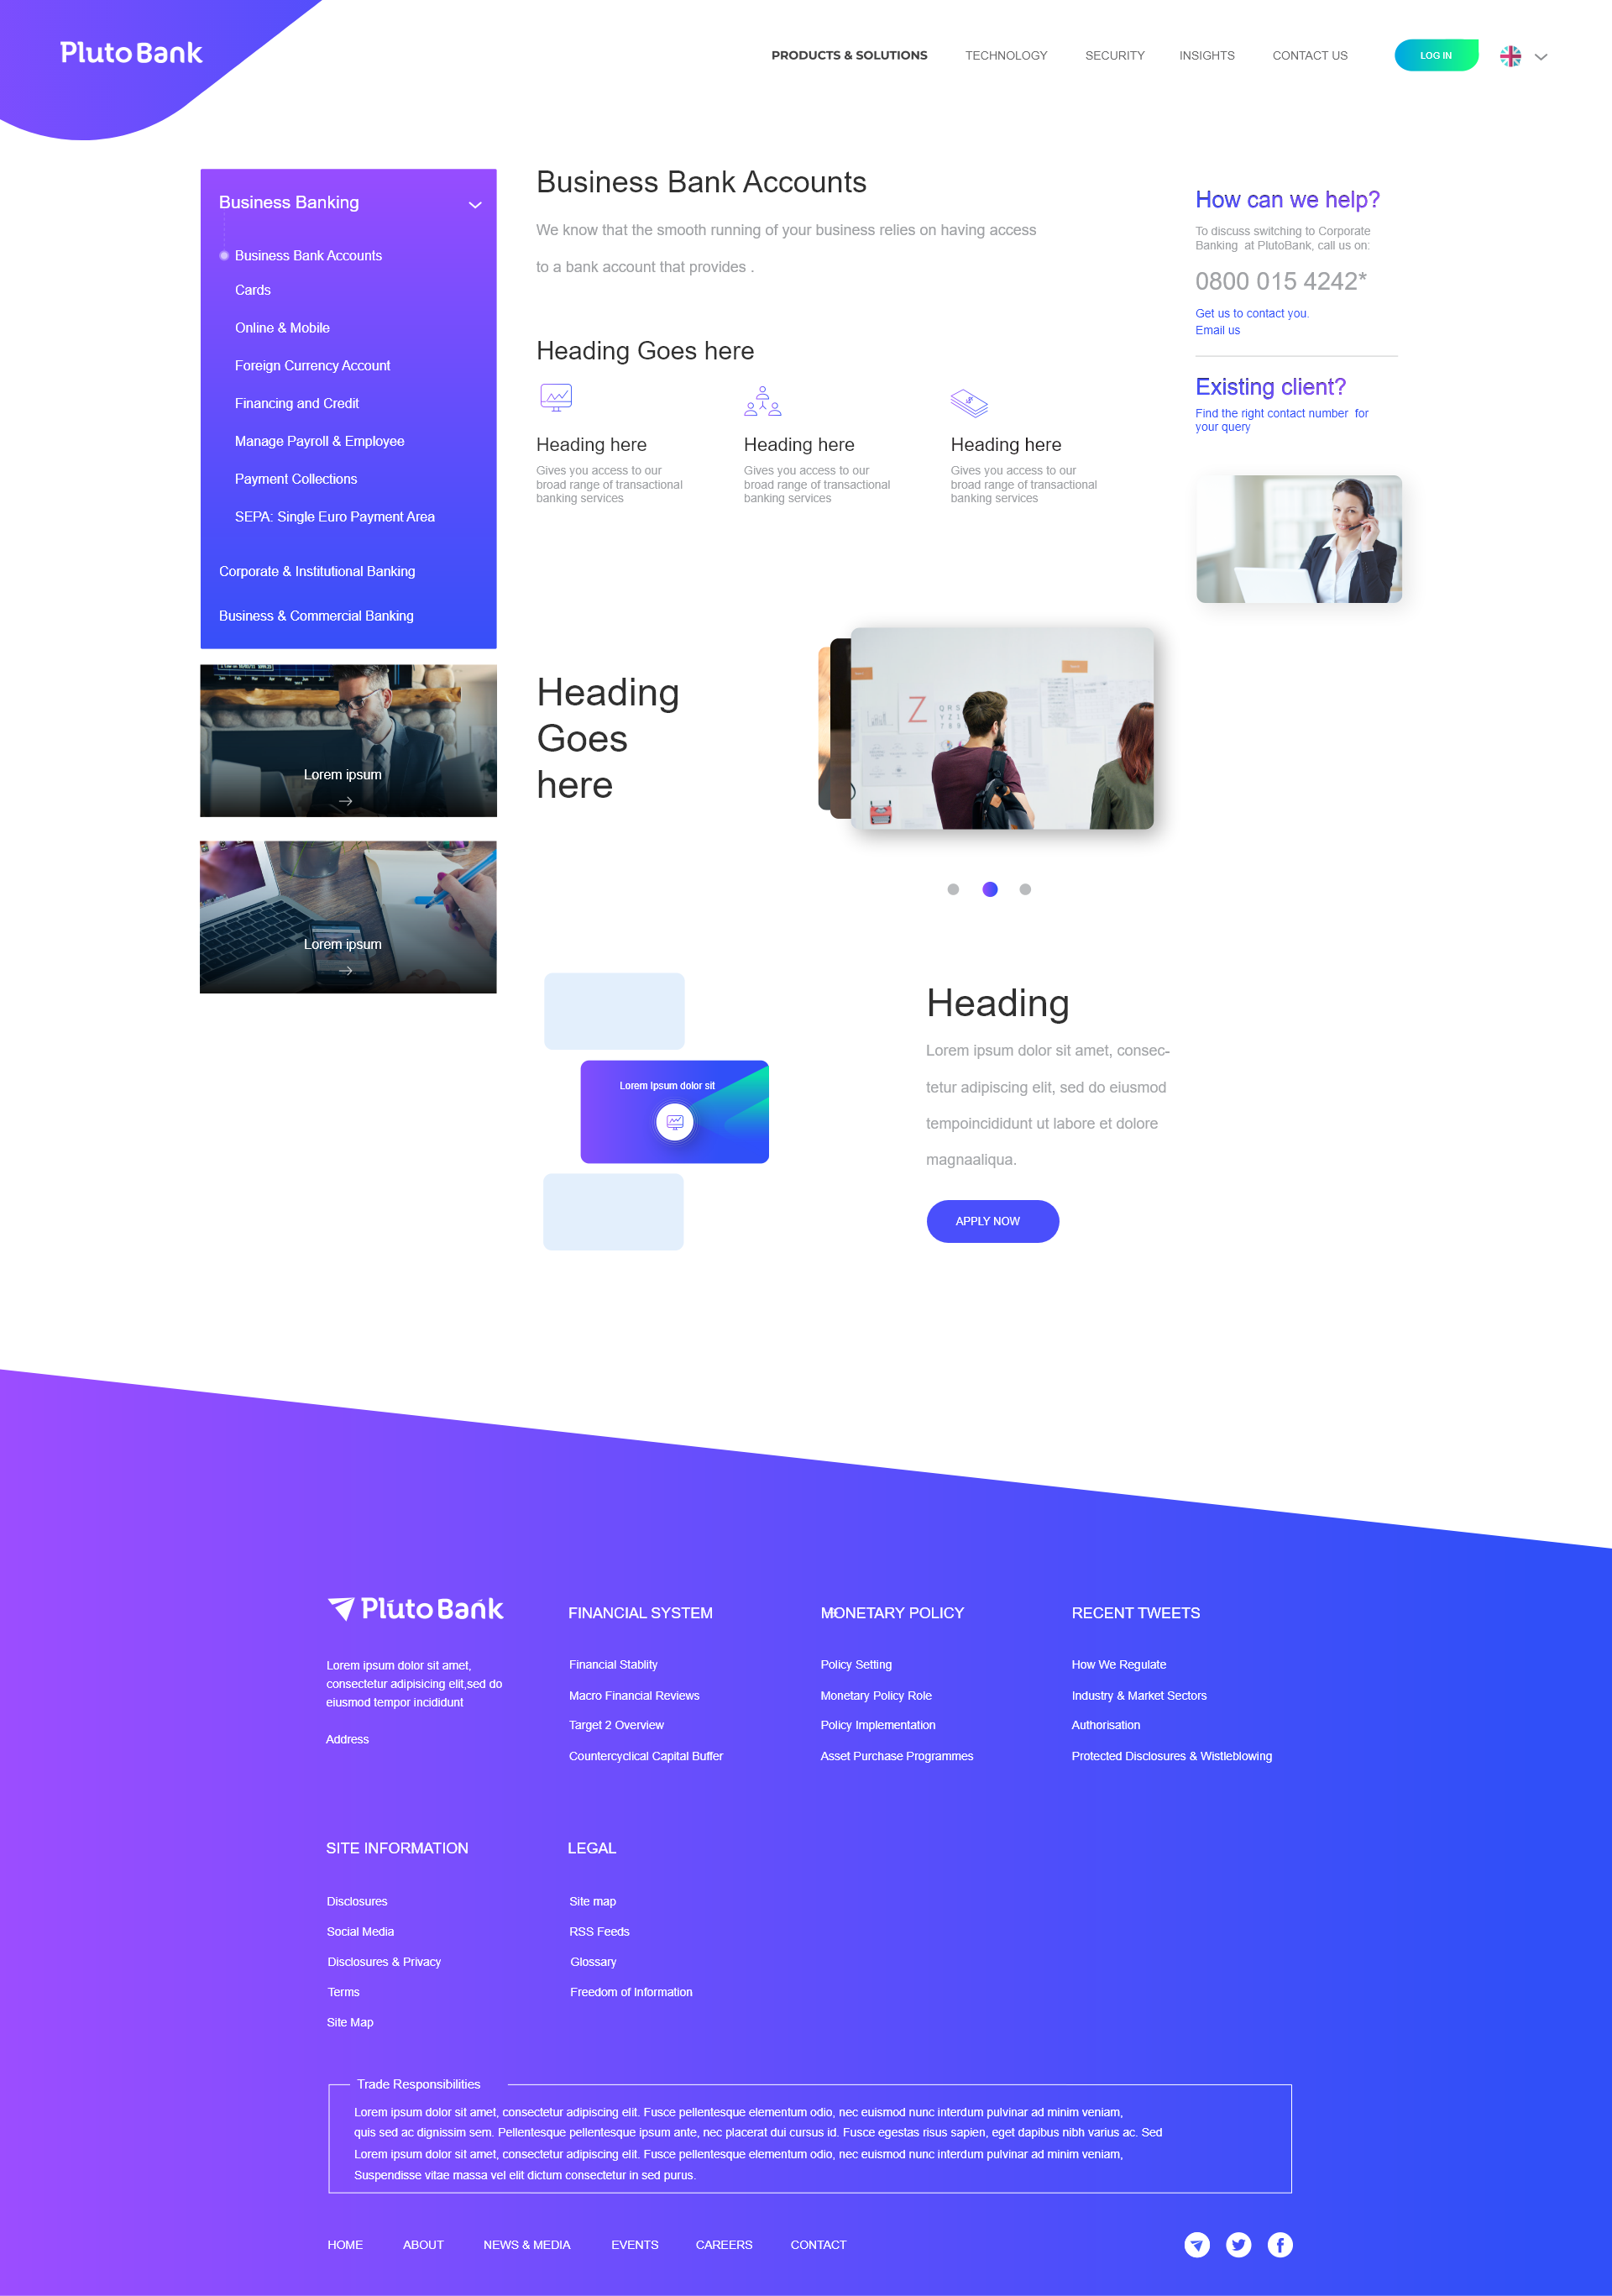 Pluto Bank
PRODUCTS & SOLUTIONS
TECHNOLOGY
SECURITY
INSIGHTS
CONTACT US
LOG IN
Business Banking
Business Bank Accounts
Cards
Online & Mobile
Foreign Currency Account
Financing and Credit
Manage Payroll & Employee
Payment Collections
SEPA: Single Euro Payment Area
Corporate & Institutional Banking
Business & Commercial Banking
Lorem ipsum
Lorem ipsum
Business Bank Accounts
We know that the smooth running of your business relies on having access
to a bank account that provides .
Heading Goes here
Heading here
Gives you access to our
broad range of transactional
banking services
Heading here
Gives you access to our
broad range of transactional
banking services
Heading here
Gives you access to our
broad range of transactional
banking services
How can we help?
To discuss switching to Corporate
Banking at PlutoBank, call us on:
0800 015 4242*
Get us to contact you.
Email us
Existing client?
Find the right contact number for
your query
Heading
Goes
here
Z
Lorem Ipsum dolor sit
Heading
Lorem ipsum dolor sit amet, consec-
tetur adipiscing elit, sed do eiusmod
tempoincididunt ut labore et dolore
magnaaliqua.
APPLY NOW
Pluto Bank
Lorem ipsum dolor sit amet,
consectetur adipisicing elit,sed do
eiusmod tempor incididunt
Address
FINANCIAL SYSTEM
Financial Stablity
Macro Financial Reviews
Target 2 Overview
Countercyclical Capital Buffer
MONETARY POLICY
Policy Setting
Monetary Policy Role
Policy Implementation
Asset Purchase Programmes
RECENT TWEETS
How We Regulate
Industry & Market Sectors
Authorisation
Protected Disclosures & Wistleblowing
SITE INFORMATION
Disclosures
Social Media
Disclosures & Privacy
Terms
Site Map
LEGAL
Site map
RSS Feeds
Glossary
Freedom of Information
Trade Responsibilities
Lorem ipsum dolor sit amet, consectetur adipiscing elit. Fusce pellentesque elementum odio, nec euismod nunc interdum pulvinar ad minim veniam,
quis sed ac dignissim sem. Pellentesque pellentesque ipsum ante, nec placerat dui cursus id. Fusce egestas risus sapien, eget dapibus nibh varius ac. Sed
Lorem ipsum dolor sit amet, consectetur adipiscing elit. Fusce pellentesque elementum odio, nec euismod nunc interdum pulvinar ad minim veniam,
Suspendisse vitae massa vel elit dictum consectetur in sed purus.
HOME
ABOUT
NEWS & MEDIA
EVENTS
CAREERS
CONTACT